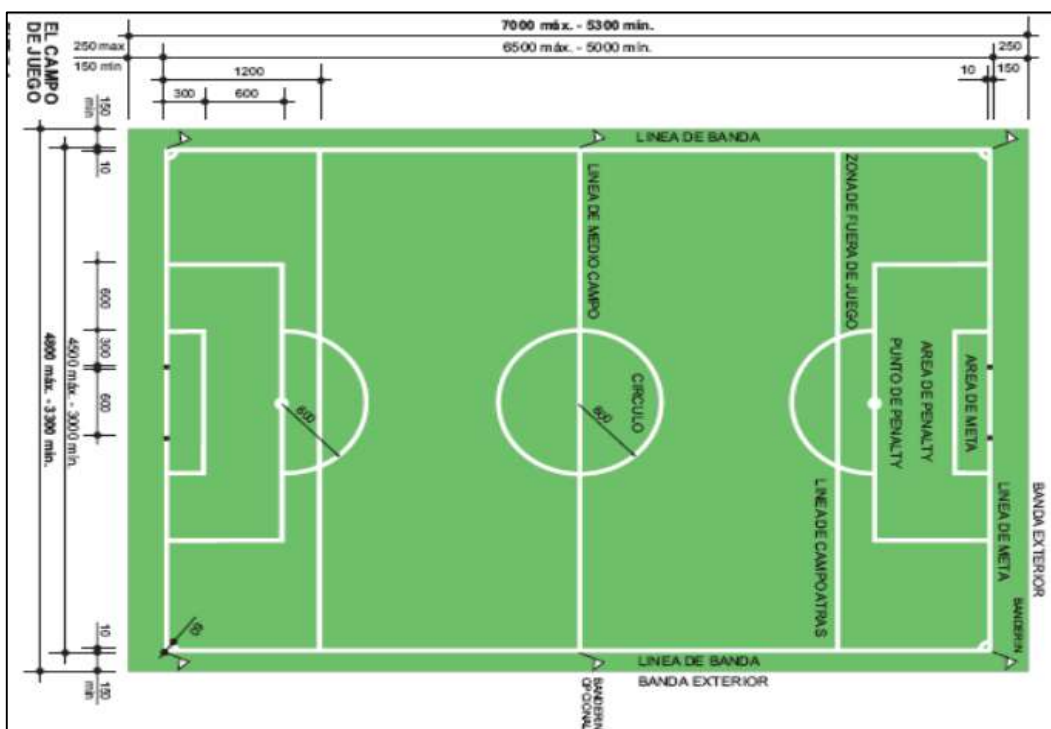 EL CAMPO
DE JUEGO
7000 máx. - 5300 mín.
6500 máx. - 5000 mín.
250 max
150 min
250
150
10
1200
300
600
150
min
10
600
300
600
10
150
min
4500 máx. - 3000 mín.
4800 máx. - 3300 mín.
LINEA DE BANDA
LINEA DE MEDIO CAMPO
ZONA DE FUERA DE JUEGO
CIRCULO
600
600
PUNTO DE PENALTY
AREA DE PENALTY
AREA DE META
LINEA DE CAMPO ATRAS
LINEA DE META
BANDA EXTERIOR
BANDERIN
LINEA DE BANDA
BANDA EXTERIOR
BANDERIN
OPCIONAL